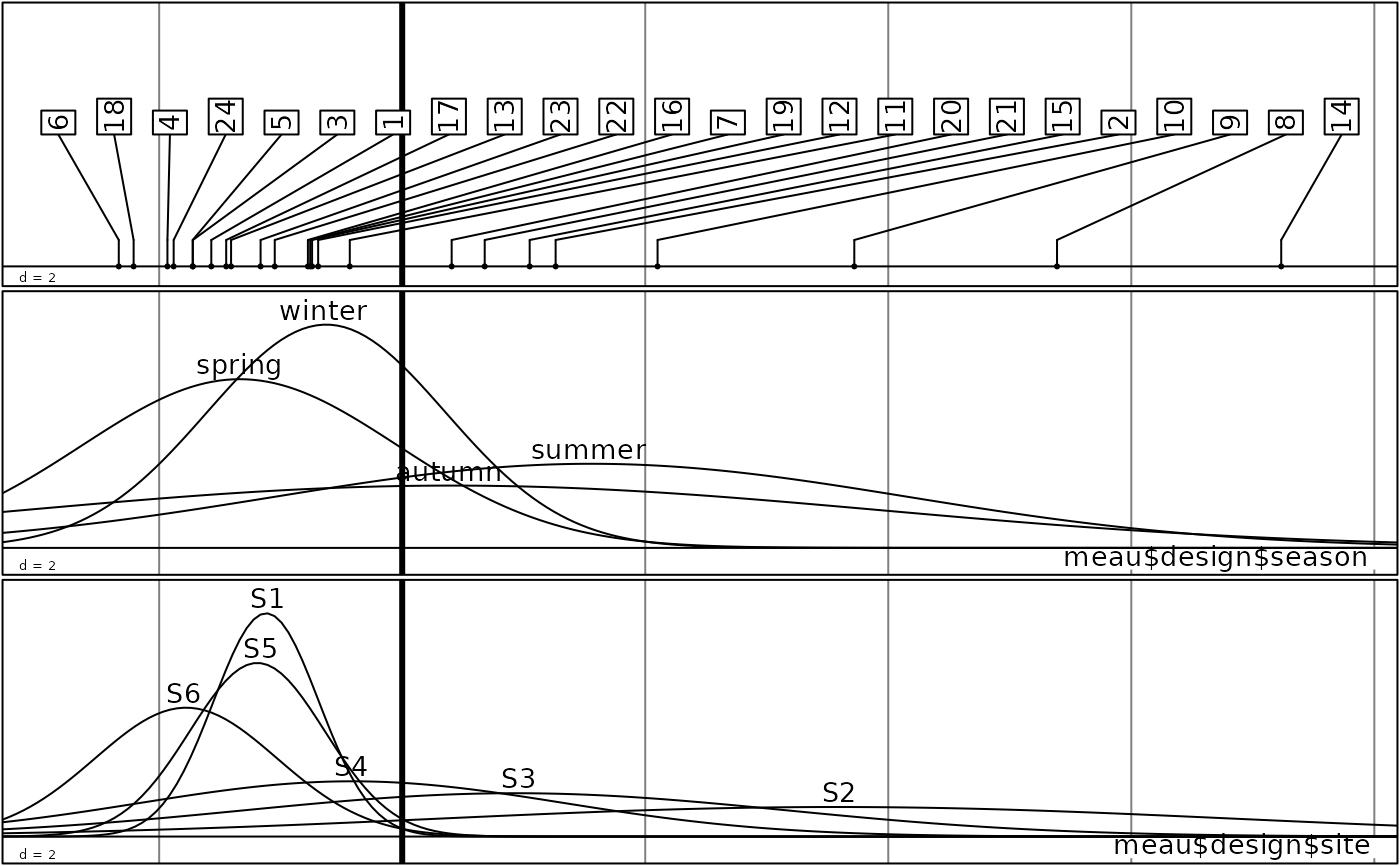 6 18 4 24 5 3 1 17 13 23 22 16 7 19 12 11 20 21 15 2 10 9 8 14
d = 2
winter
spring
summer
autumn
meau$design$season
d = 2
S1
S5
S6
S4
S3
S2
meau$design$site
d = 2